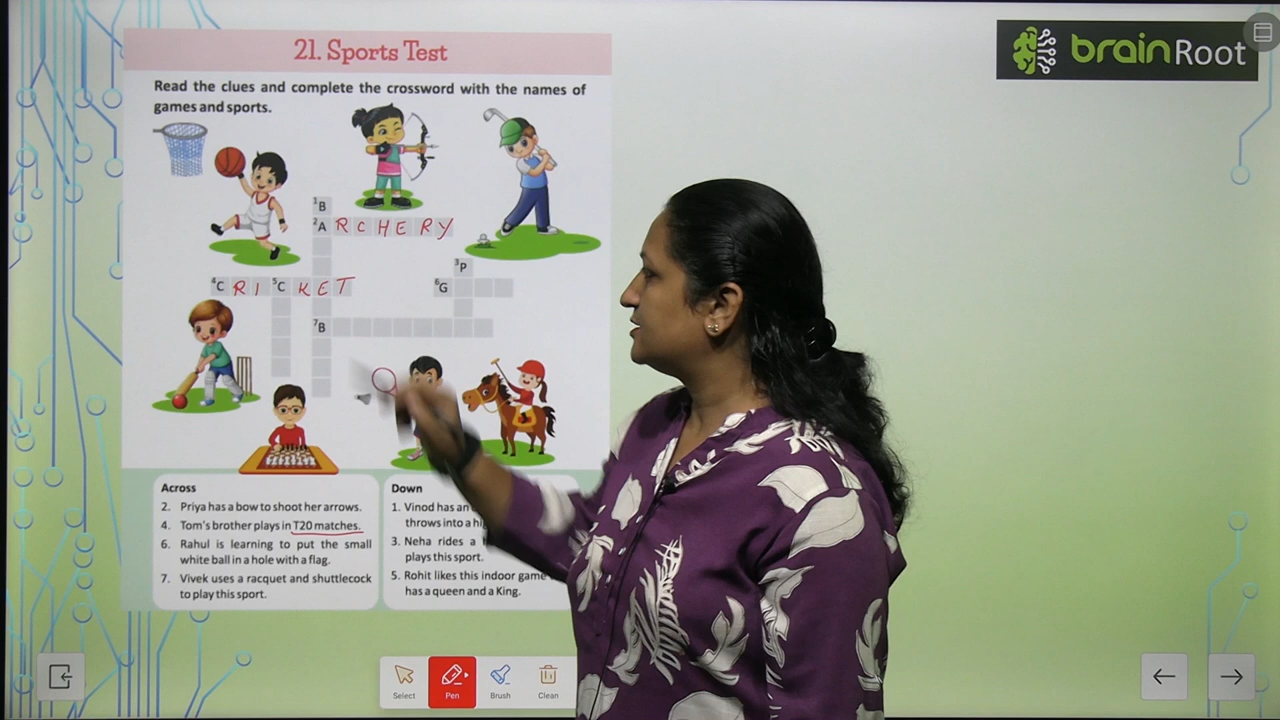 21. Sports Test
brainRoot
Read the clues and complete the crossword with the names of
games and sports.
1B
2A R C H E R Y
3P
4C R I 5C K E T
6G
7B
Across
2. Priya has a bow to shoot her arrows.
4. Tom's brother plays in T20 matches.
6. Rahul is learning to put the small
white ball in a hole with a flag.
7. Vivek uses a racquet and shuttlecock
to play this sport.
Down
1. Vinod has an
throws into a
3. Neha rides a
plays this sport.
5. Rohit likes this indoor game
has a queen and a King.
Select
Pen
Brush
Clean